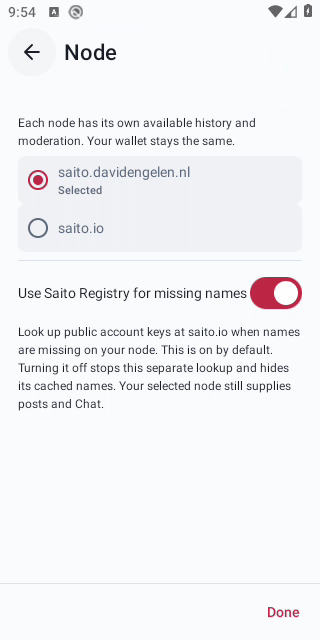 9:54
Node
Each node has its own available history and
moderation. Your wallet stays the same.
saito.davidengelen.nl
Selected
saito.io
Use Saito Registry for missing names
Look up public account keys at saito.io when names
are missing on your node. This is on by default.
Turning it off stops this separate lookup and hides
its cached names. Your selected node still supplies
posts and Chat.
Done